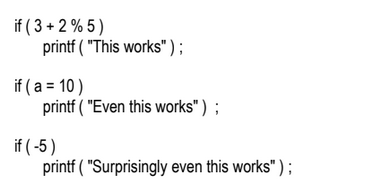 if ( 3 + 2 % 5 )
printf ( "This works" ) ;
if ( a = 10 )
printf ( "Even this works" ) ;
if ( -5 )
printf ( "Surprisingly even this works" ) ;